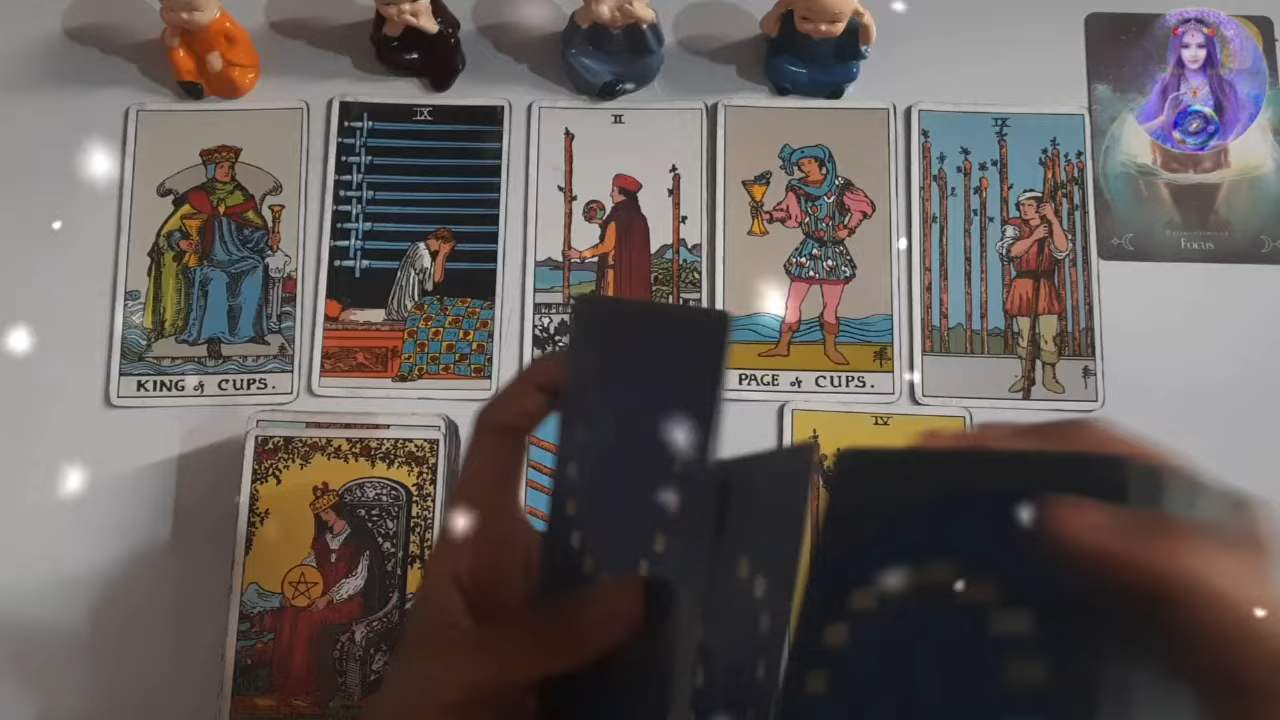 KING of CUPS.
IX
II
PAGE of CUPS.
IX
Focus
IV